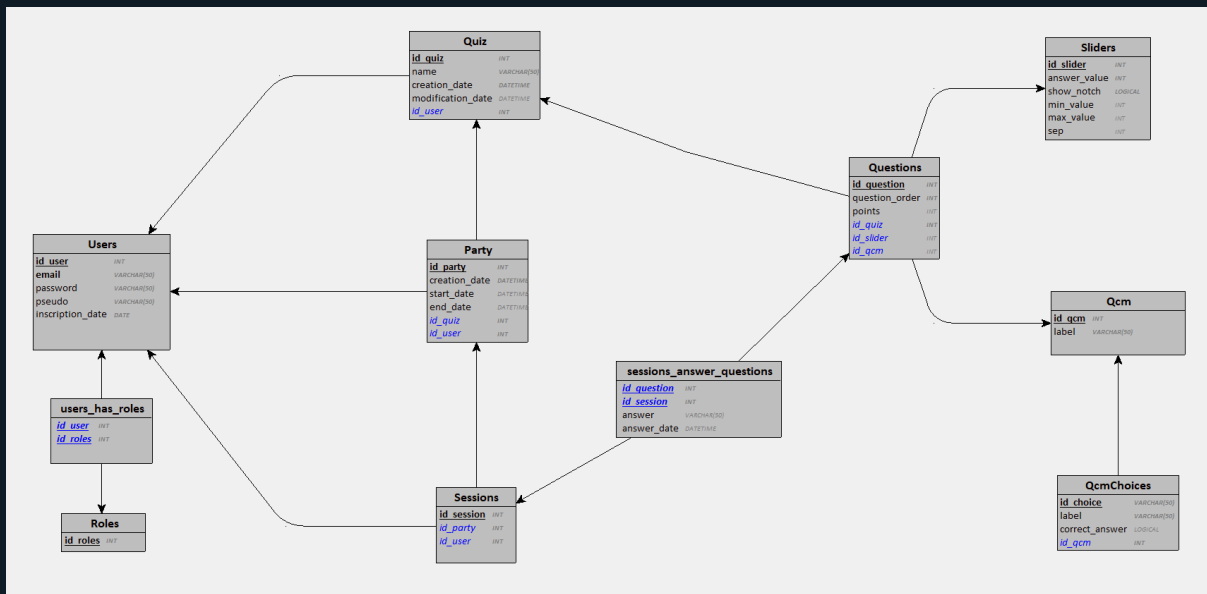 Quiz
id_quiz INT
name VARCHAR(50)
creation_date DATETIME
modification_date DATETIME
id_user INT
Sliders
id_slider INT
answer_value INT
show_notch LOGICAL
min_value INT
max_value INT
sep INT
Questions
id_question INT
question_order INT
points INT
id_quiz INT
id_slider INT
id_qcm INT
Users
id_user INT
email VARCHAR(50)
password VARCHAR(50)
pseudo VARCHAR(50)
inscription_date DATE
Party
id_party INT
creation_date DATETIME
start_date DATETIME
end_date DATETIME
id_quiz INT
id_user INT
Qcm
id_qcm INT
label VARCHAR(50)
sessions_answer_questions
id_question INT
id_session INT
answer VARCHAR(50)
answer_date DATETIME
users_has_roles
id_user INT
id_roles INT
Sessions
id_session INT
id_party INT
id_user INT
QcmChoices
id_choice VARCHAR(50)
label VARCHAR(50)
correct_answer LOGICAL
id_qcm INT
Roles
id_roles INT